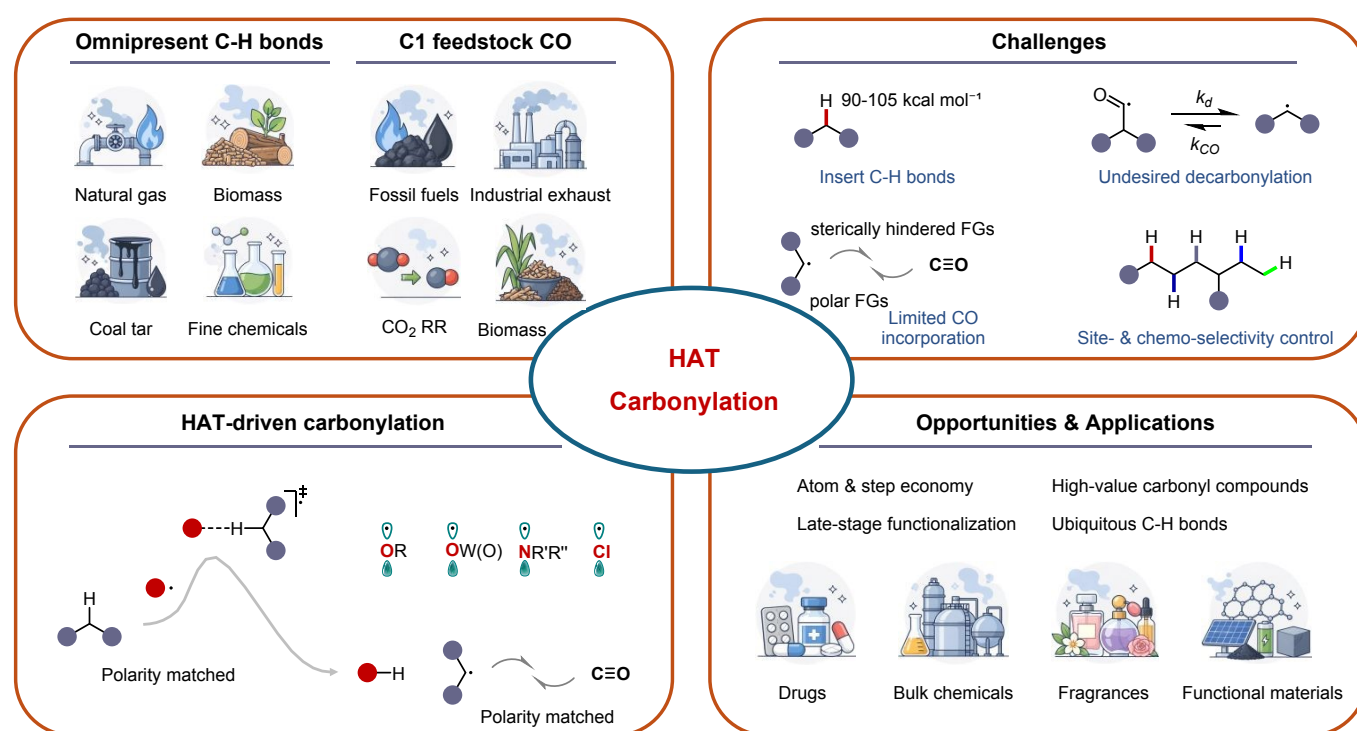 Omnipresent C-H bonds
C1 feedstock CO
Natural gas
Biomass
Fossil fuels
Industrial exhaust
Coal tar
Fine chemicals
CO₂ RR
Biomass
Challenges
H
90-105 kcal mol⁻¹
Insert C-H bonds
O
k_d
k_CO
Undesired decarbonylation
sterically hindered FGs
C≡O
polar FGs
Limited CO
incorporation
H
H
H
H
H
Site- & chemo-selectivity control
HAT
Carbonylation
HAT-driven carbonylation
H
‡
H
OR
OW(O)
NR'R''
Cl
Polarity matched
H
C≡O
Polarity matched
Opportunities & Applications
Atom & step economy
High-value carbonyl compounds
Late-stage functionalization
Ubiquitous C-H bonds
Drugs
Bulk chemicals
Fragrances
Functional materials